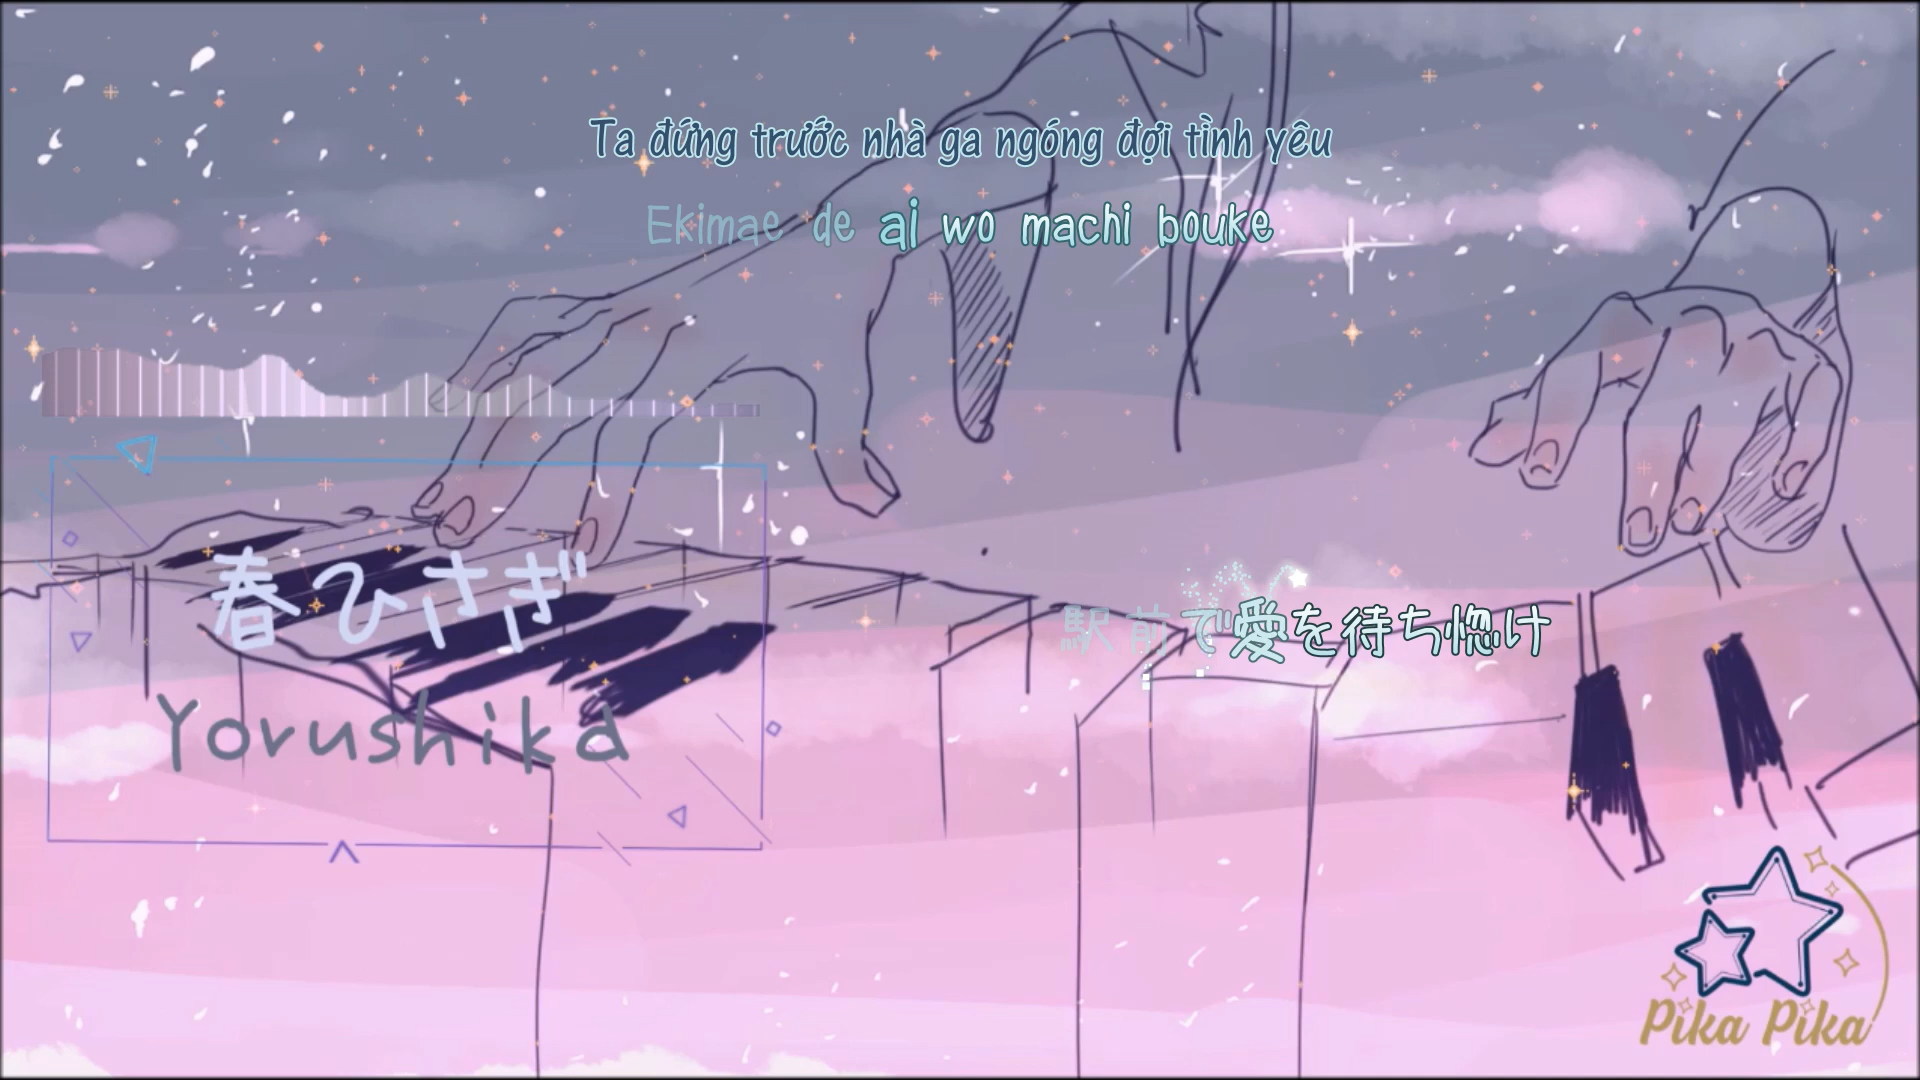 Ta đứng trước nhà ga ngóng đợi tình yêu
Ekimae de ai wo machi bouke
春ひさぎ
Yorushika
駅前で愛を待ち惚け
Pika Pika